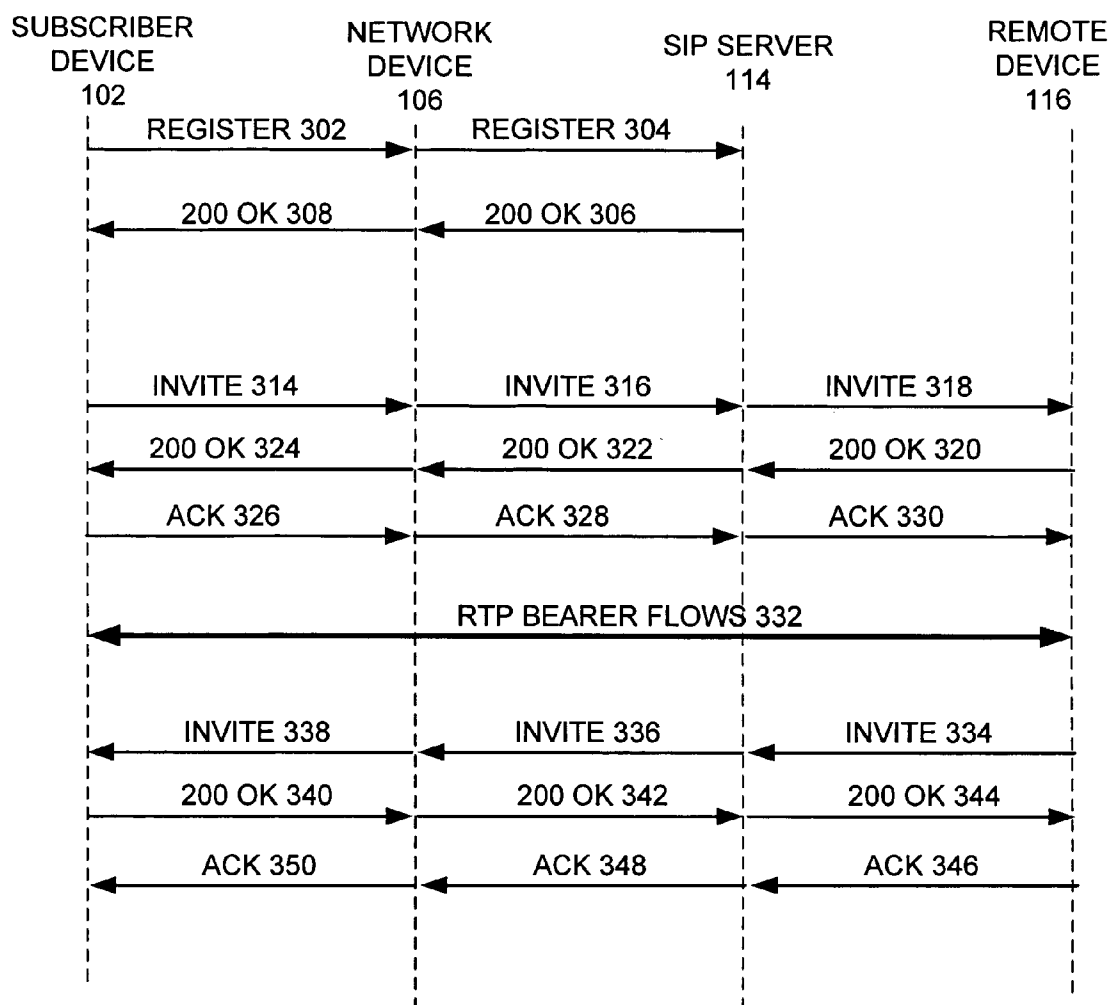 SUBSCRIBER
DEVICE
102
NETWORK
DEVICE
106
SIP SERVER
114
REMOTE
DEVICE
116
REGISTER 302
REGISTER 304
200 OK 308
200 OK 306
INVITE 314
INVITE 316
INVITE 318
200 OK 324
200 OK 322
200 OK 320
ACK 326
ACK 328
ACK 330
RTP BEARER FLOWS 332
INVITE 338
INVITE 336
INVITE 334
200 OK 340
200 OK 342
200 OK 344
ACK 350
ACK 348
ACK 346